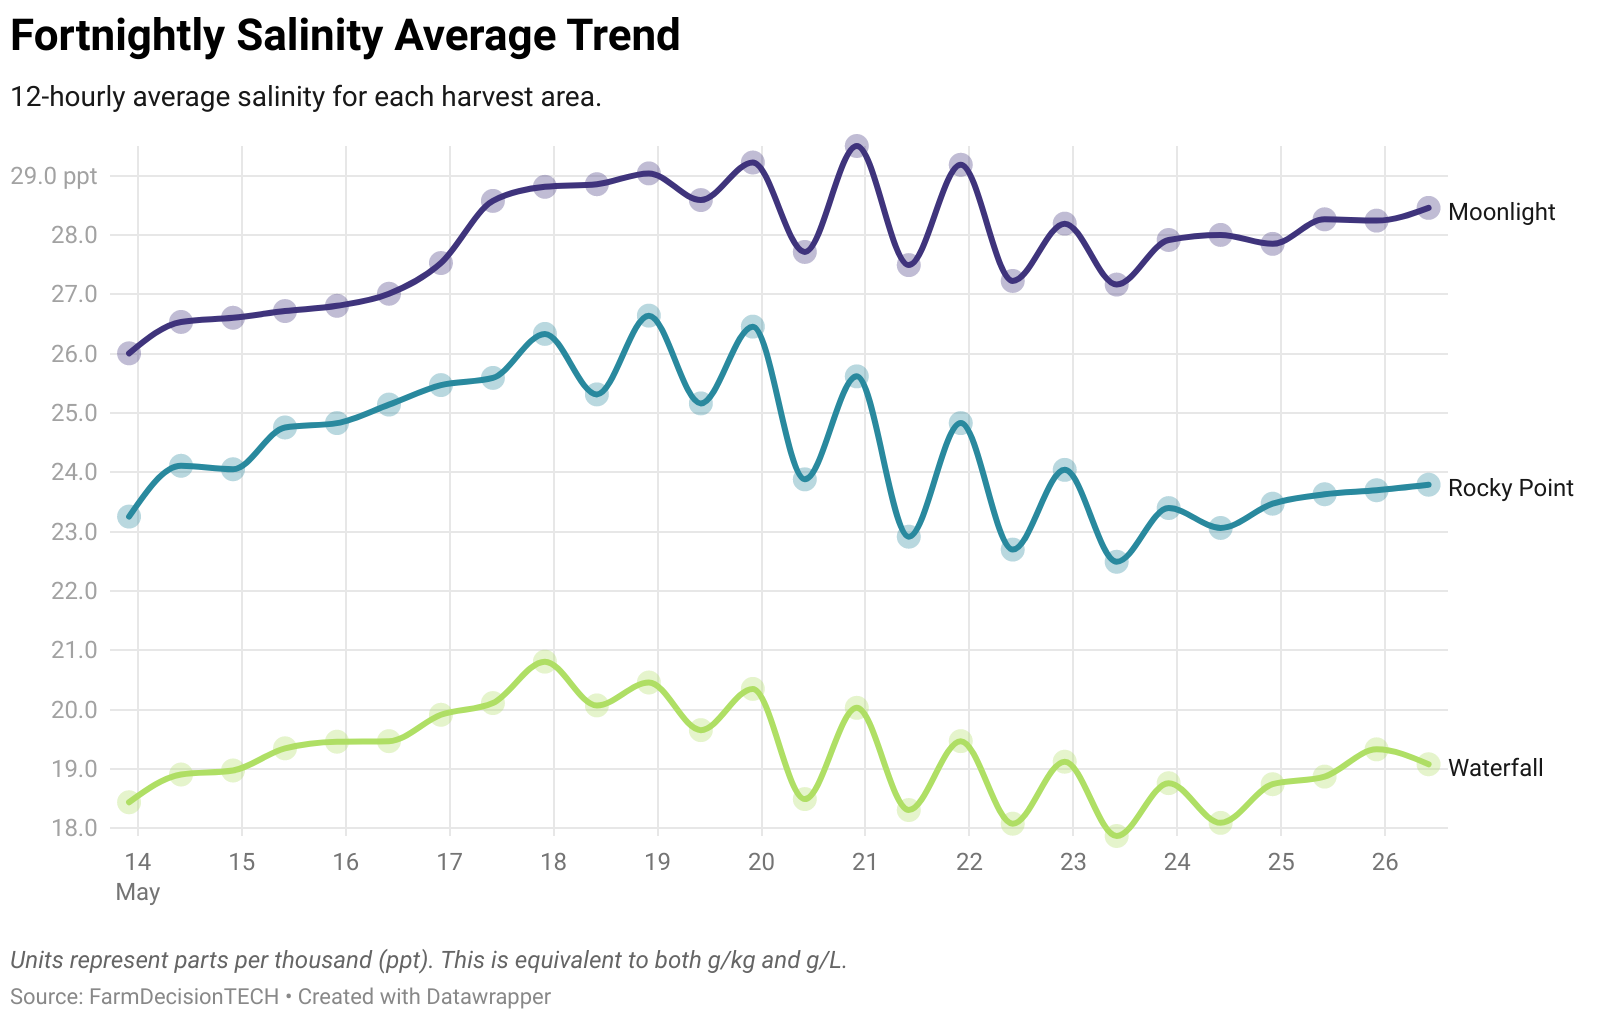 Fortnightly Salinity Average Trend
12-hourly average salinity for each harvest area.
29.0 ppt
28.0
27.0
26.0
25.0
24.0
23.0
22.0
21.0
20.0
19.0
18.0
Moonlight
Rocky Point
Waterfall
14 15 16 17 18 19 20 21 22 23 24 25 26
May
Units represent parts per thousand (ppt). This is equivalent to both g/kg and g/L.
Source: FarmDecisionTECH • Created with Datawrapper